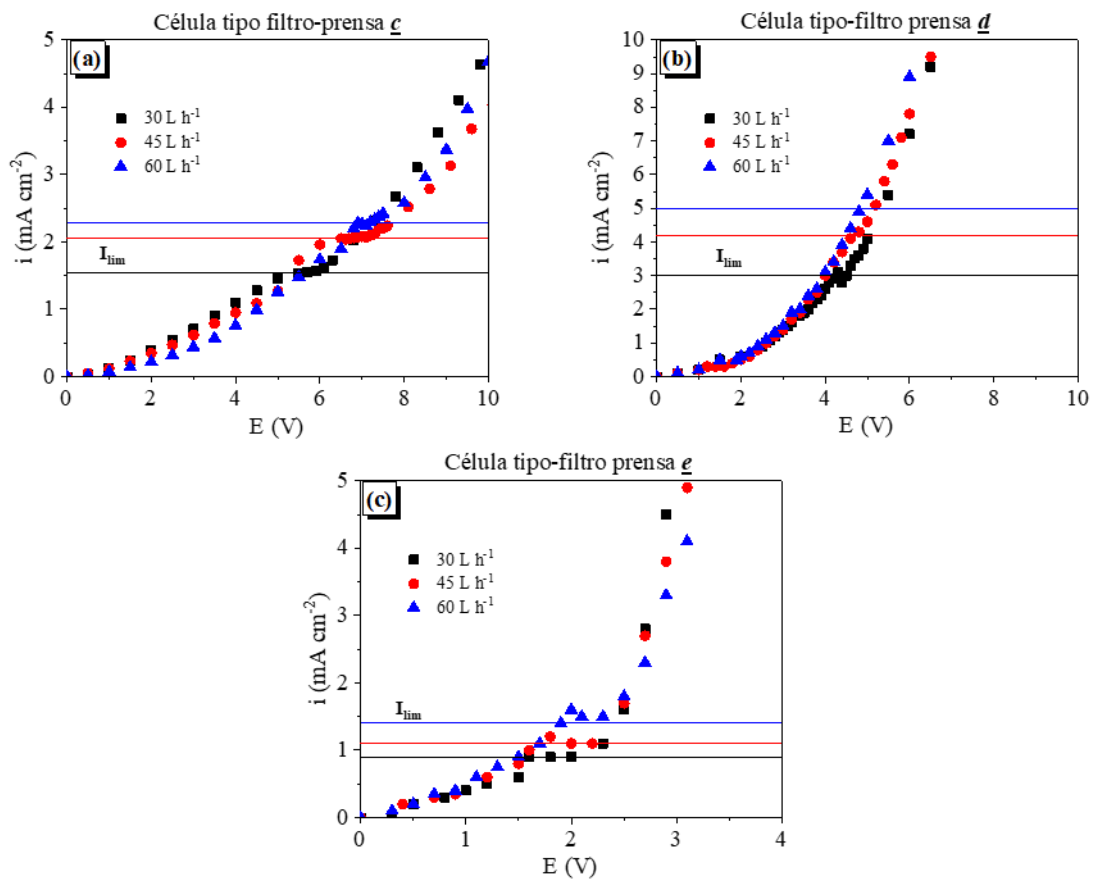 Célula tipo filtro-prensa c
(a)
30 L h⁻¹
45 L h⁻¹
60 L h⁻¹
I_lim
i (mA cm⁻²)
5
4
3
2
1
0
0 2 4 6 8 10
E (V)
Célula tipo-filtro prensa d
(b)
30 L h⁻¹
45 L h⁻¹
60 L h⁻¹
I_lim
i (mA cm⁻²)
10
9
8
7
6
5
4
3
2
1
0
0 2 4 6 8 10
E (V)
Célula tipo-filtro prensa e
(c)
30 L h⁻¹
45 L h⁻¹
60 L h⁻¹
I_lim
i (mA cm⁻²)
5
4
3
2
1
0
0 1 2 3 4
E (V)